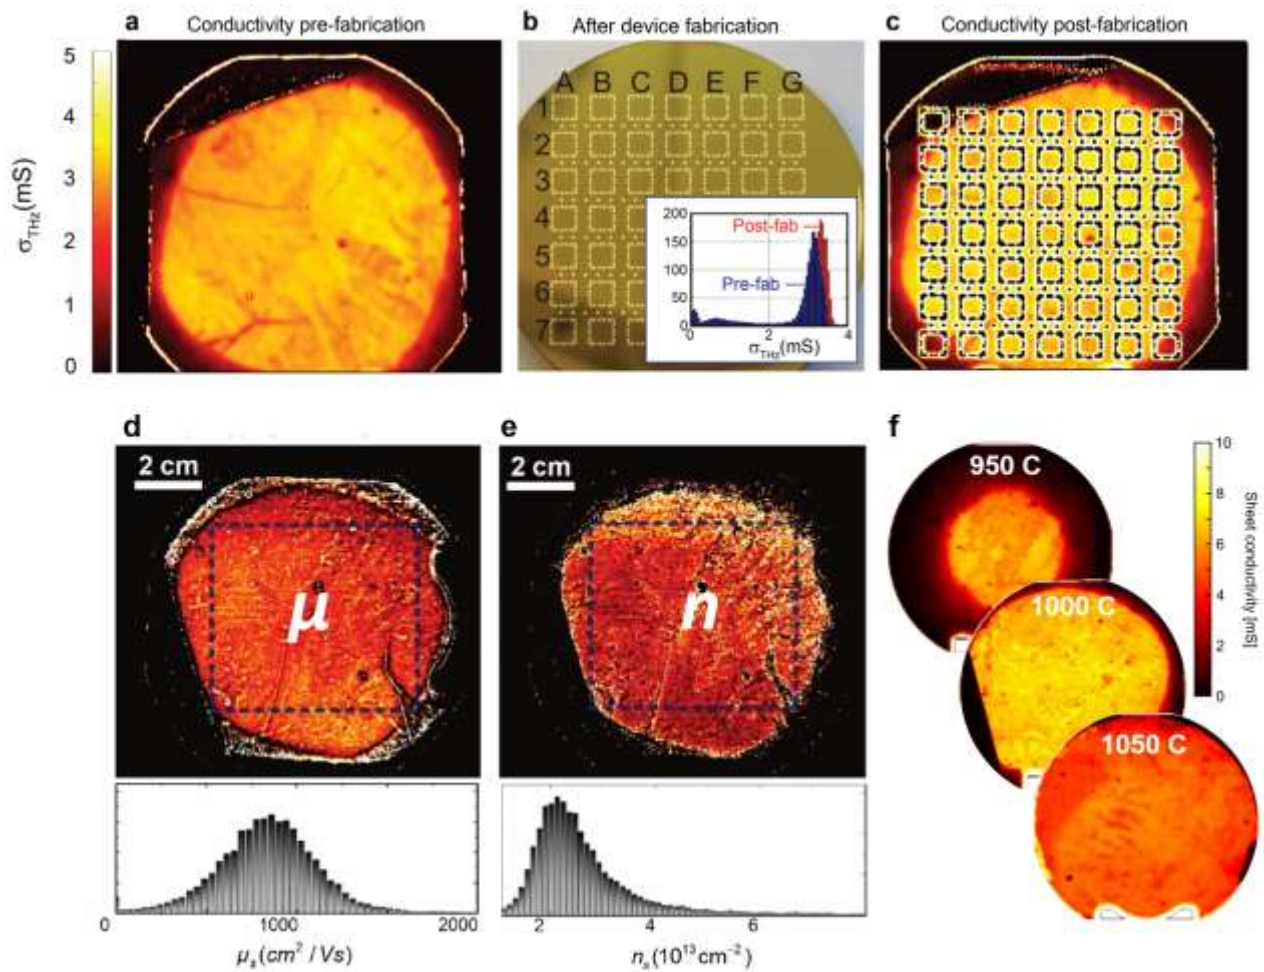 a Conductivity pre-fabrication
b After device fabrication
c Conductivity post-fabrication
5
4
3
2
1
0
σTHz(mS)
A B C D E F G
1
2
3
4
5
6
7
200
150
100
50
0
Post-fab
Pre-fab
0 2 4
σTHz(mS)
d
2 cm
μ
0 1000 2000
μs(cm²/Vs)
e
2 cm
n
2 4 6
ns(10¹³cm⁻²)
f
950 C
1000 C
1050 C
10
8
6
4
2
0
Sheet conductivity [mS]